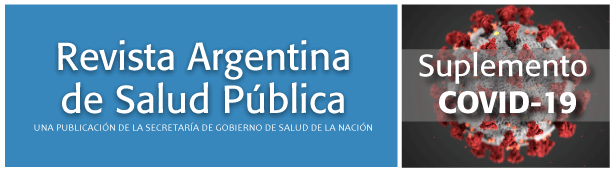 Revista Argentina
de Salud Pública
UNA PUBLICACIÓN DE LA SECRETARÍA DE GOBIERNO DE SALUD DE LA NACIÓN
Suplemento
COVID-19